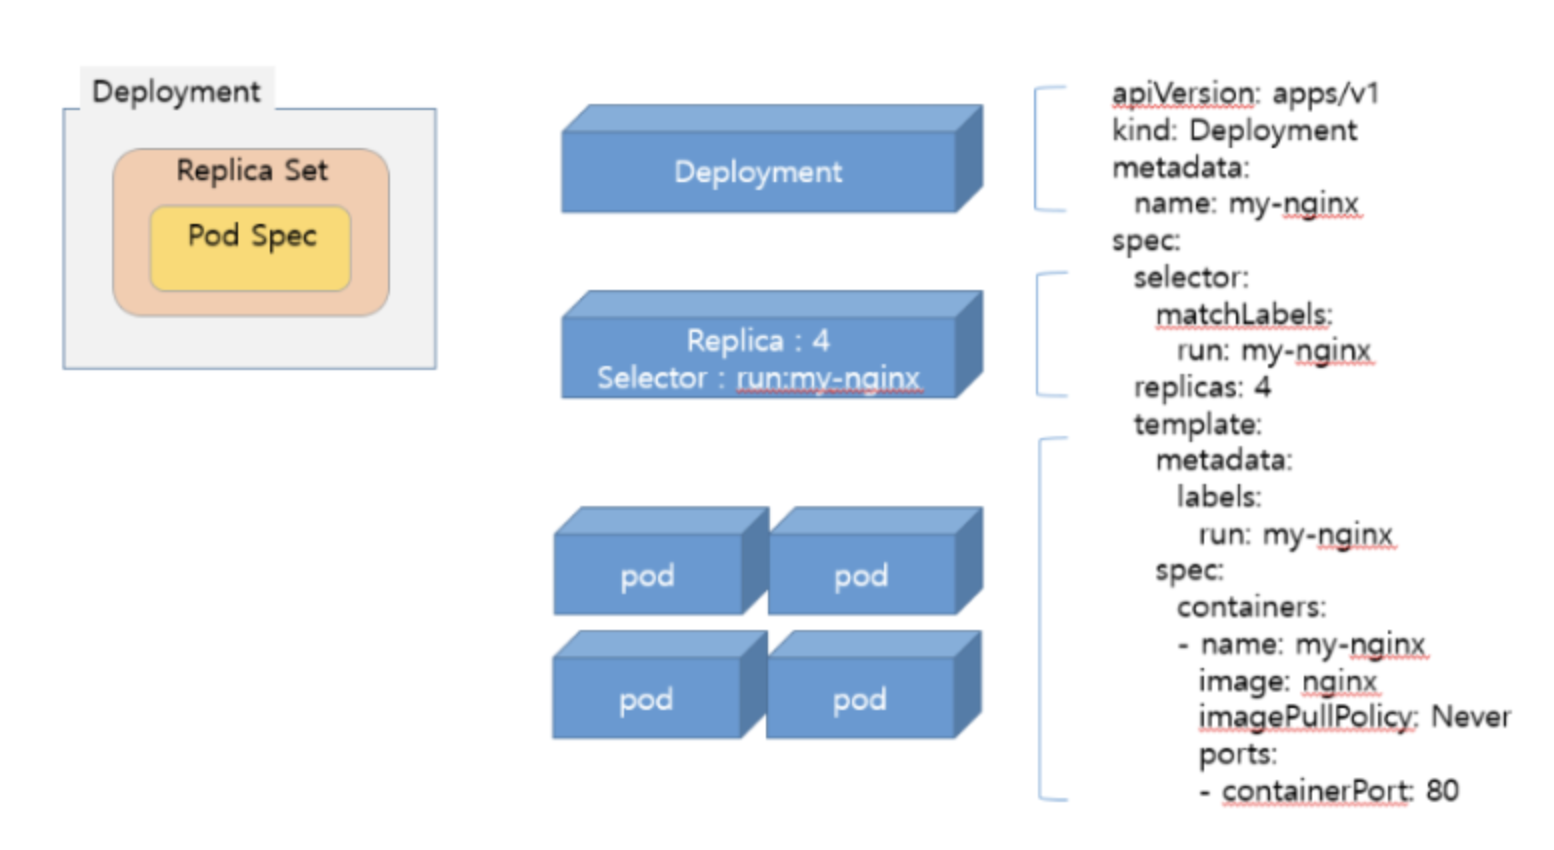 Deployment
Replica Set
Pod Spec
Deployment
Replica : 4
Selector : run:my-nginx
pod
pod
pod
pod
apiVersion: apps/v1
kind: Deployment
metadata:
  name: my-nginx
spec:
  selector:
    matchLabels:
      run: my-nginx
  replicas: 4
  template:
    metadata:
      labels:
        run: my-nginx
    spec:
      containers:
      - name: my-nginx
        image: nginx
        imagePullPolicy: Never
        ports:
        - containerPort: 80